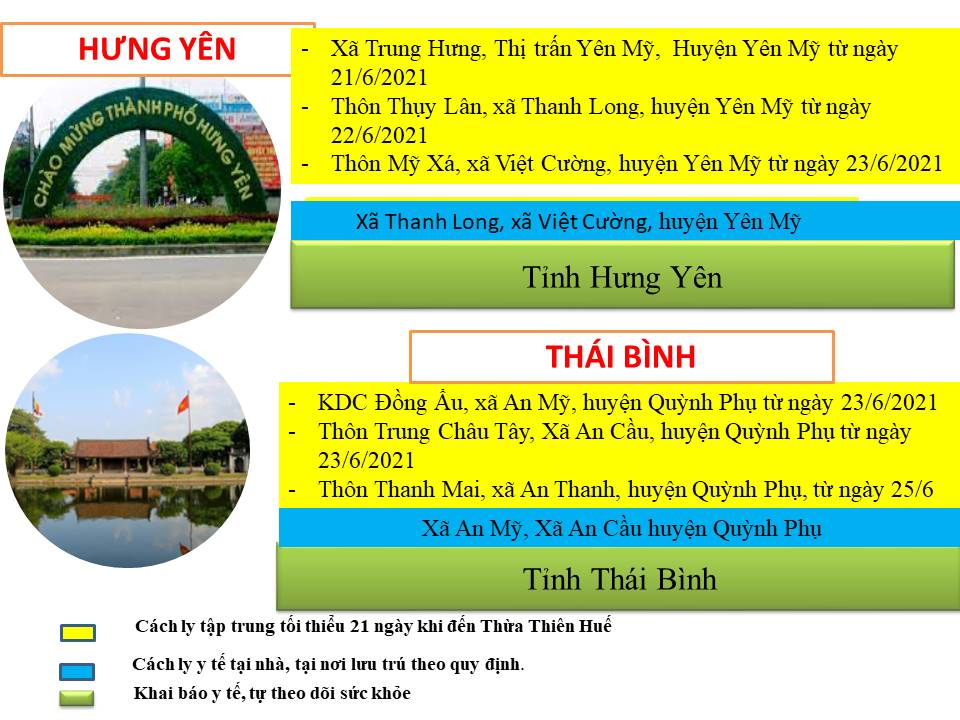 HƯNG YÊN
- Xã Trung Hưng, Thị trấn Yên Mỹ, Huyện Yên Mỹ từ ngày
21/6/2021
- Thôn Thụy Lân, xã Thanh Long, huyện Yên Mỹ từ ngày
22/6/2021
- Thôn Mỹ Xá, xã Việt Cường, huyện Yên Mỹ từ ngày 23/6/2021
CHÀO MỪNG THÀNH PHỐ HƯNG YÊN
Xã Thanh Long, xã Việt Cường, huyện Yên Mỹ
Tỉnh Hưng Yên
THÁI BÌNH
- KDC Đồng Ẩu, xã An Mỹ, huyện Quỳnh Phụ từ ngày 23/6/2021
- Thôn Trung Châu Tây, Xã An Cầu, huyện Quỳnh Phụ từ ngày
23/6/2021
- Thôn Thanh Mai, xã An Thanh, huyện Quỳnh Phụ, từ ngày 25/6
Xã An Mỹ, Xã An Cầu huyện Quỳnh Phụ
Tỉnh Thái Bình
Cách ly tập trung tối thiểu 21 ngày khi đến Thừa Thiên Huế
Cách ly y tế tại nhà, tại nơi lưu trú theo quy định.
Khai báo y tế, tự theo dõi sức khỏe